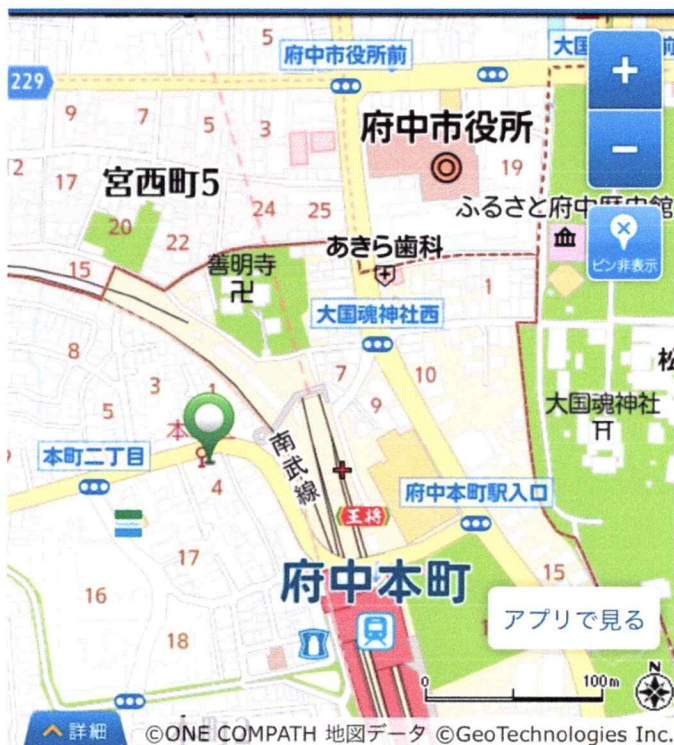 5
府中市役所前
大国
前
229
+
9
7
5
3
府中市役所
−
2
17
宮西町5
19
20
24
25
ふるさと府中歴史館
22
あきら歯科
ピン非表示
15
善明寺
卍
1
大国魂神社西
8
7
10
松
3
1
9
5
大国魂神社
本
本町二丁目
南武線
4
府中本町駅入口
王将
17
府中本町
15
16
アプリで見る
18
0
100m
N
詳細
©ONE COMPATH 地図データ ©GeoTechnologies Inc.